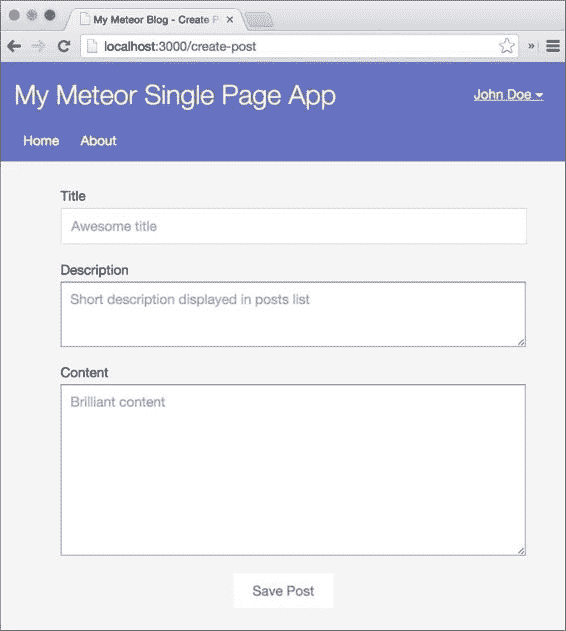 My Meteor Blog - Create P
localhost:3000/create-post
My Meteor Single Page App
John Doe
Home About
Title
Awesome title
Description
Short description displayed in posts list
Content
Brilliant content
Save Post